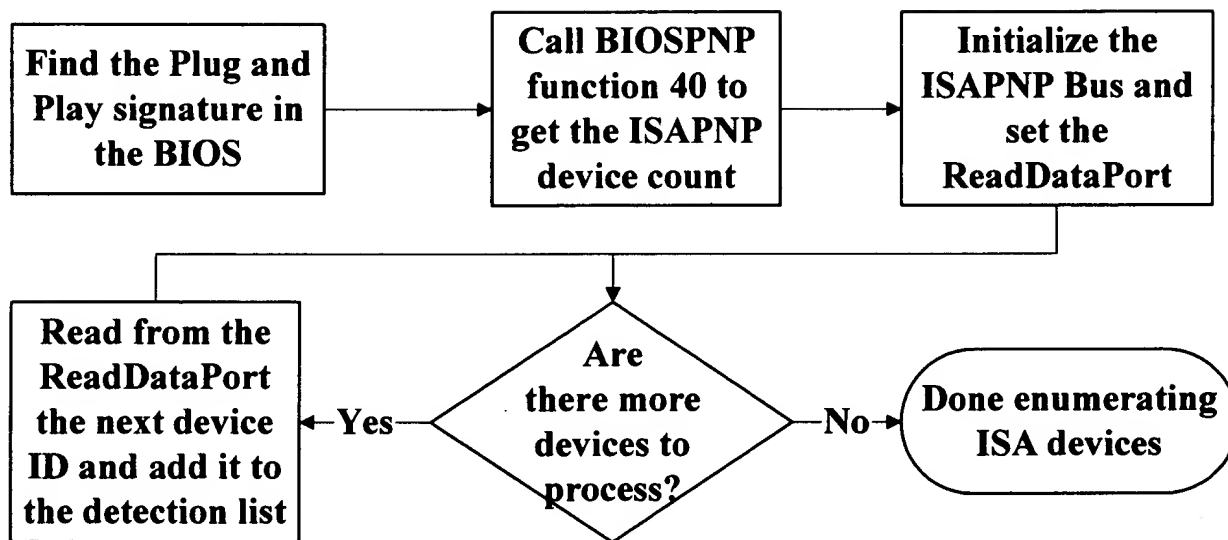 Find the Plug and
Play signature in
the BIOS
Call BIOSPNP
function 40 to
get the ISAPNP
device count
Initialize the
ISAPNP Bus and
set the
ReadDataPort
Read from the
ReadDataPort
the next device
ID and add it to
the detection list
Yes
Are
there more
devices to
process?
No
Done enumerating
ISA devices